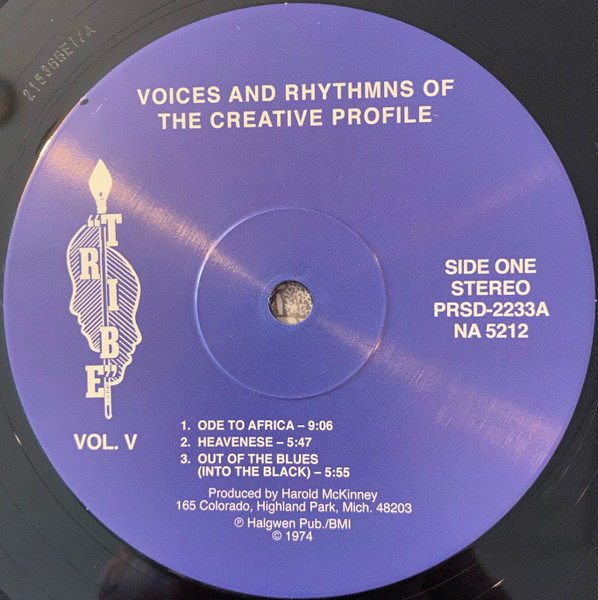 215366E1/A
VOICES AND RHYTHMNS OF
THE CREATIVE PROFILE
"TRIBE"
VOL. V
SIDE ONE
STEREO
PRSD-2233A
NA 5212
1. ODE TO AFRICA – 9:06
2. HEAVENESE – 5:47
3. OUT OF THE BLUES
(INTO THE BLACK) – 5:55
Produced by Harold McKinney
165 Colorado, Highland Park, Mich. 48203
℗ Halgwen Pub./BMI
© 1974